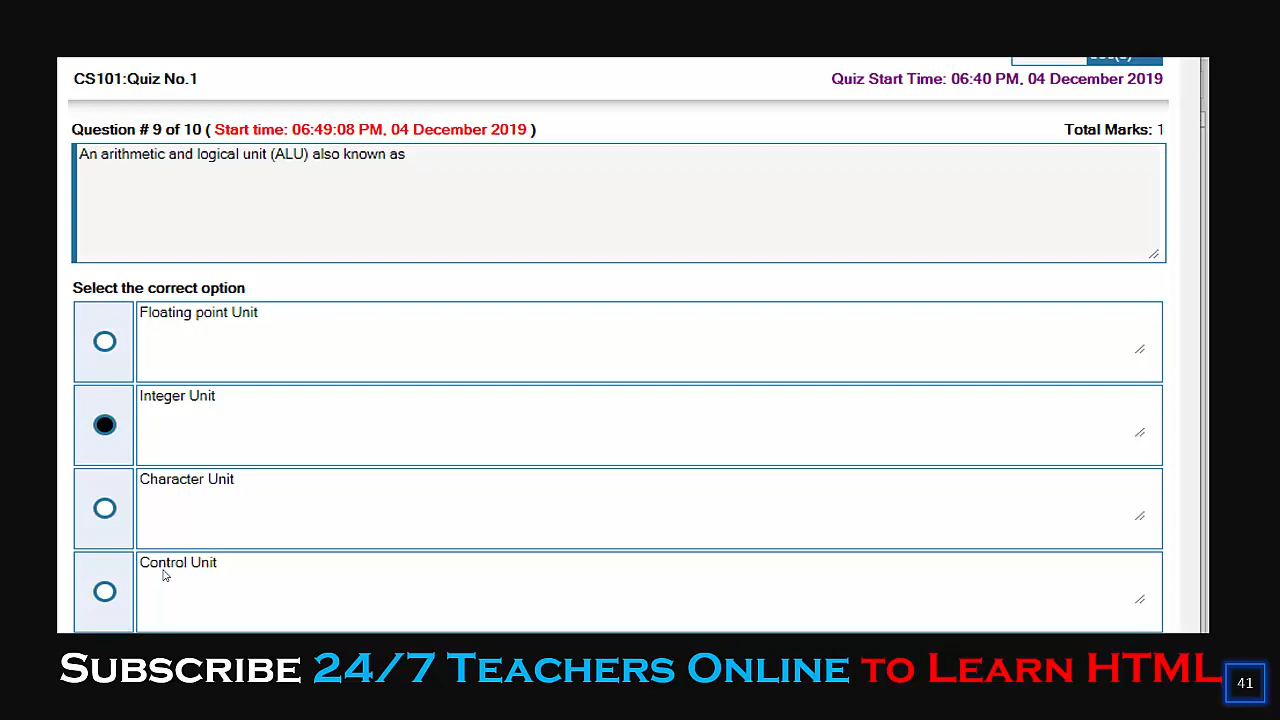 CS101:Quiz No.1
Quiz Start Time: 06:40 PM, 04 December 2019
Question # 9 of 10 ( Start time: 06:49:08 PM, 04 December 2019 )
Total Marks: 1
An arithmetic and logical unit (ALU) also known as
Select the correct option
Floating point Unit
Integer Unit
Character Unit
Control Unit
SUBSCRIBE 24/7 TEACHERS ONLINE TO LEARN HTML
41